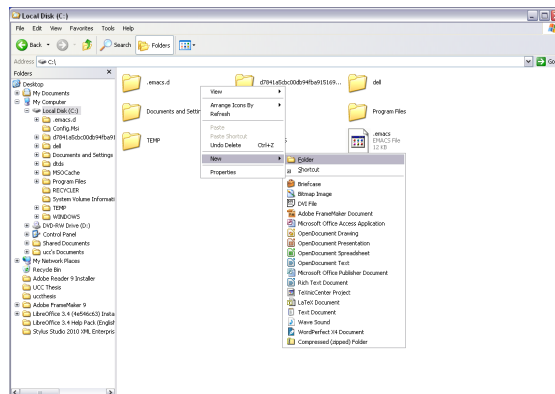 Local Disk (C:)
File Edit View Favorites Tools Help
Back Search Folders
Address C:\ Go
Folders
Desktop
My Documents
My Computer
Local Disk (C:)
.emacs.d
Config.Msi
d7841a5cbc00db94fba91
dell
Documents and Settings
dtds
MSOCache
Program Files
RECYCLER
System Volume Informati
TEMP
WINDOWS
DVD-RW Drive (D:)
Control Panel
Shared Documents
ucc's Documents
My Network Places
Recycle Bin
Adobe Reader 9 Installer
UCC Thesis
uccthesis
Adobe FrameMaker 9
LibreOffice 3.4 (4e546c63) Insta
LibreOffice 3.4 Help Pack (English
Stylus Studio 2010 XML Enterpris
.emacs.d
d7841a5cbc00db94fba915169...
dell
Documents and Settin
Program Files
TEMP
.emacs
EMACS File
12 KB
View
Arrange Icons By
Refresh
Paste
Paste Shortcut
Undo Delete Ctrl+Z
New
Properties
Folder
Shortcut
Briefcase
Bitmap Image
DVI File
Adobe FrameMaker Document
Microsoft Office Access Application
OpenDocument Drawing
OpenDocument Presentation
OpenDocument Spreadsheet
OpenDocument Text
Microsoft Office Publisher Document
Rich Text Document
TeXnicCenter Project
LaTeX Document
Text Document
Wave Sound
WordPerfect X4 Document
Compressed (zipped) Folder